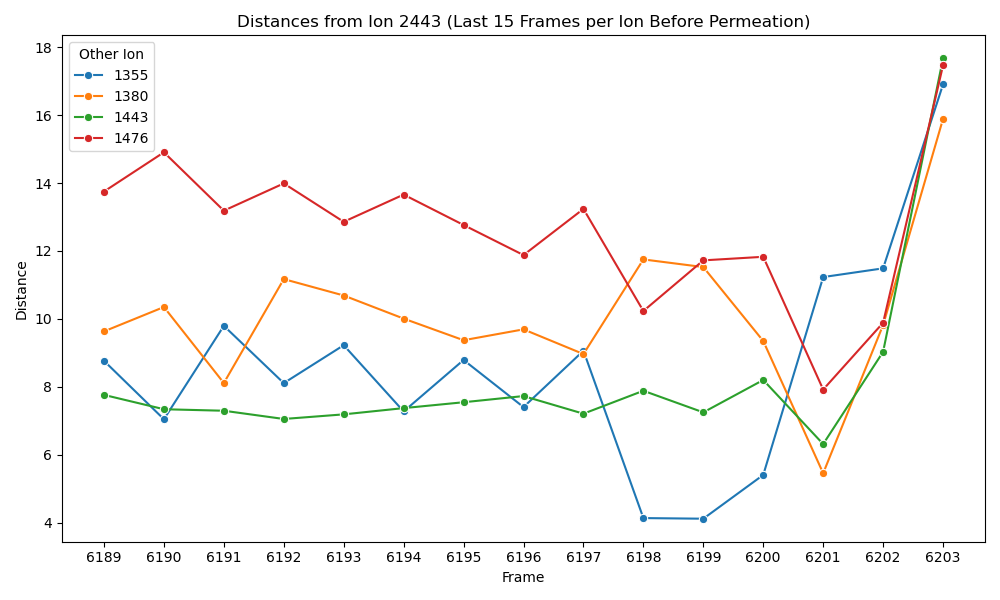 Distances from Ion 2443 (Last 15 Frames per Ion Before Permeation)
Other Ion
1355
1380
1443
1476
Distance
18
16
14
12
10
8
6
4
6189 6190 6191 6192 6193 6194 6195 6196 6197 6198 6199 6200 6201 6202 6203
Frame